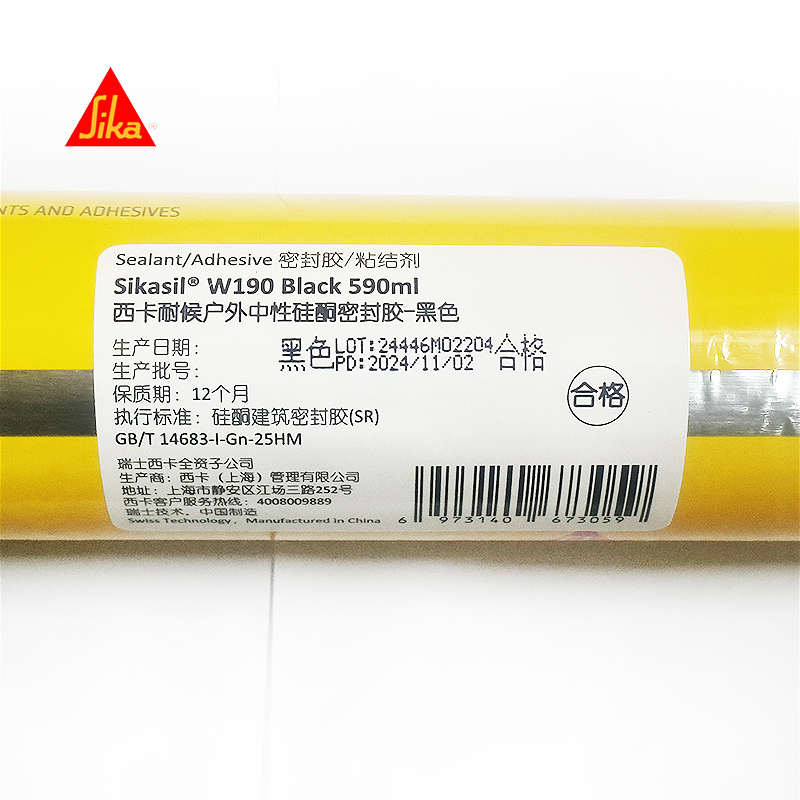 Sika
NTS AND ADHESIVES
Sealant/Adhesive 密封胶/粘结剂
Sikasil® W190 Black 590ml
西卡耐候户外中性硅酮密封胶-黑色
生产日期:
生产批号:
黑色LOT:24446M02204合格
PD:2024/11/02
保质期: 12个月
合格
执行标准: 硅酮建筑密封胶(SR)
GB/T 14683-I-Gn-25HM
瑞士西卡全资子公司
生产商: 西卡 (上海) 管理有限公司
地址: 上海市静安区江场三路252号
西卡客户服务热线: 4008009889
瑞士技术, 中国制造
Swiss Technology, Manufactured in China
6 973140 673059